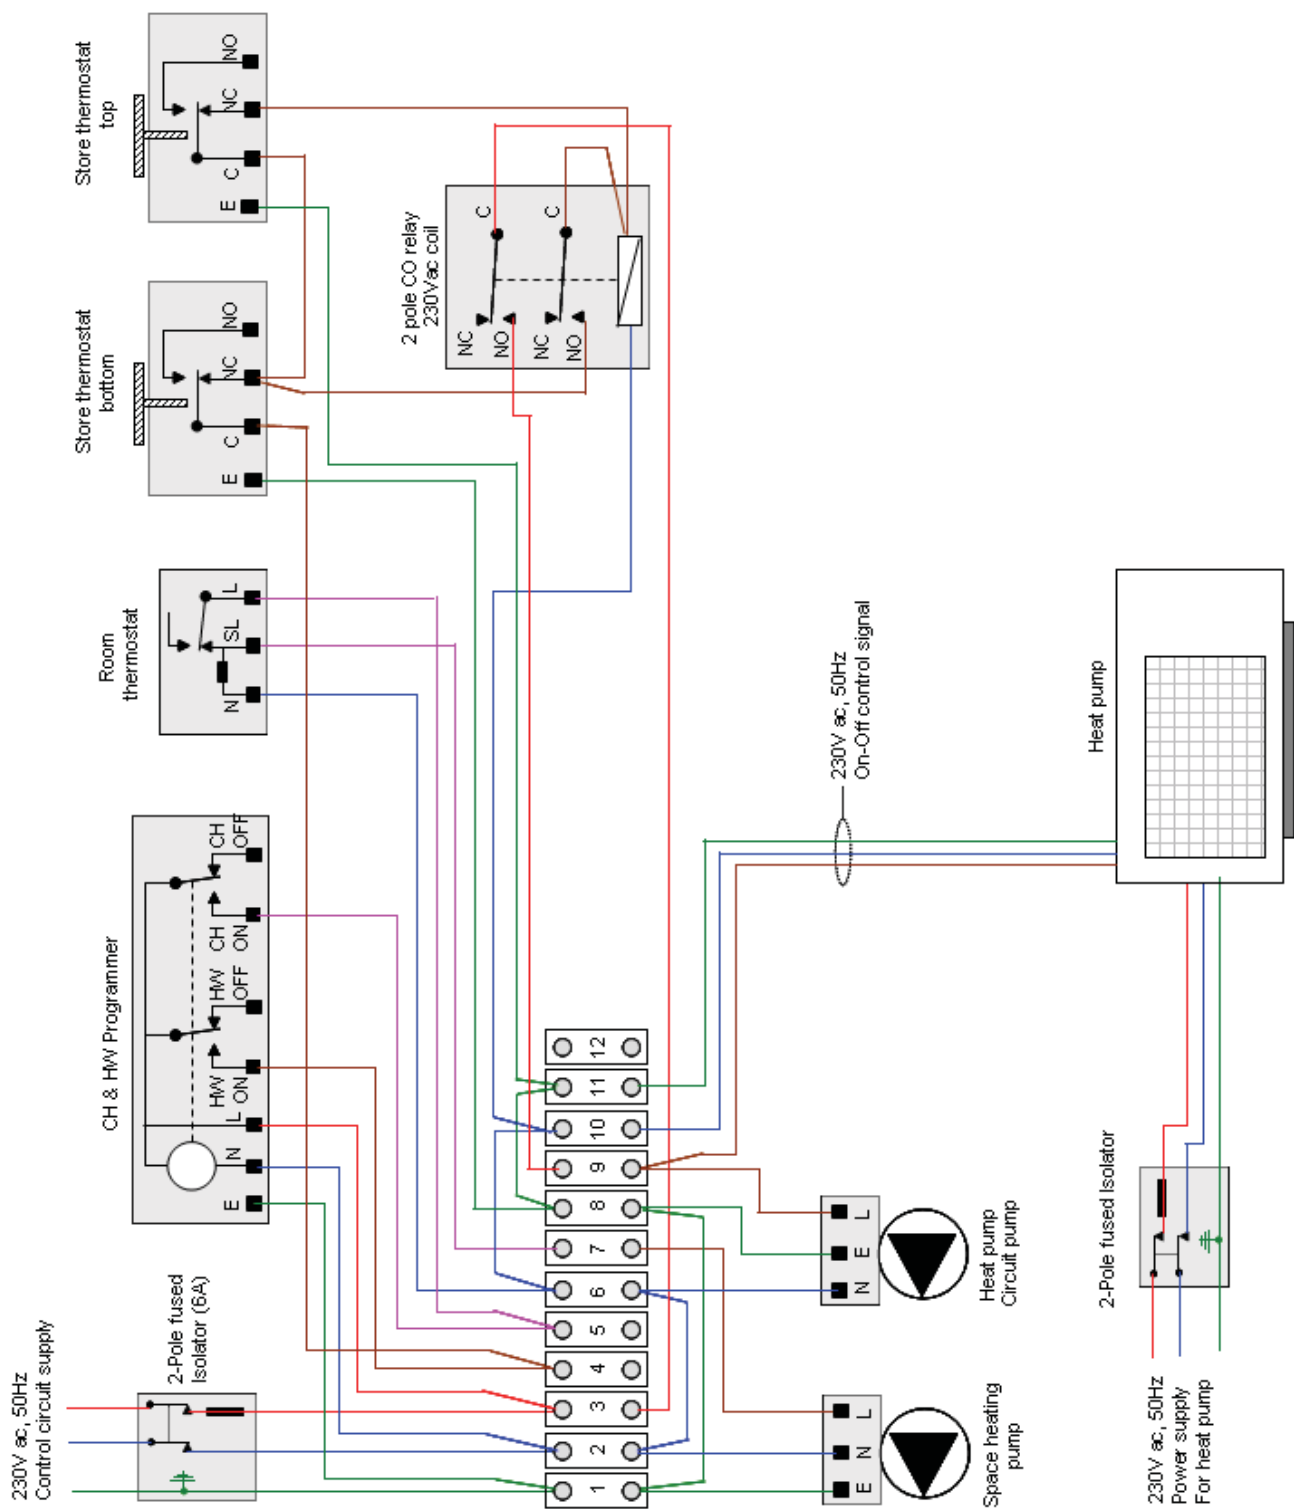 230V ac, 50Hz
Control circuit supply
2-Pole fused
Isolator (6A)
CH & HW Programmer
E
N
L
HW
ON
HW
OFF
CH
ON
CH
OFF
Room
thermostat
N
SL
L
Store thermostat
bottom
E
C
NC
NO
Store thermostat
top
E
C
NC
NO
2 pole CO relay
230Vac coil
NC
NO
NC
NO
C
C
1
2
3
4
5
6
7
8
9
10
11
12
E
N
L
Space heating
pump
N
E
L
Heat pump
Circuit pump
230V ac, 50Hz
On-Off control signal
Heat pump
2-Pole fused Isolator
230V ac, 50Hz
Power supply
For heat pump